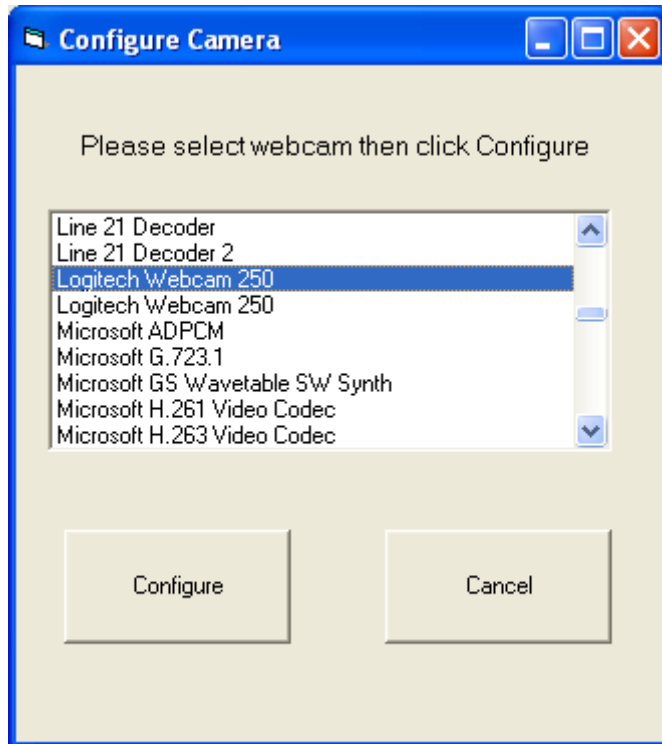 Configure Camera
Please select webcam then click Configure
Line 21 Decoder
Line 21 Decoder 2
Logitech Webcam 250
Logitech Webcam 250
Microsoft ADPCM
Microsoft G.723.1
Microsoft GS Wavetable SW Synth
Microsoft H.261 Video Codec
Microsoft H.263 Video Codec
Configure
Cancel